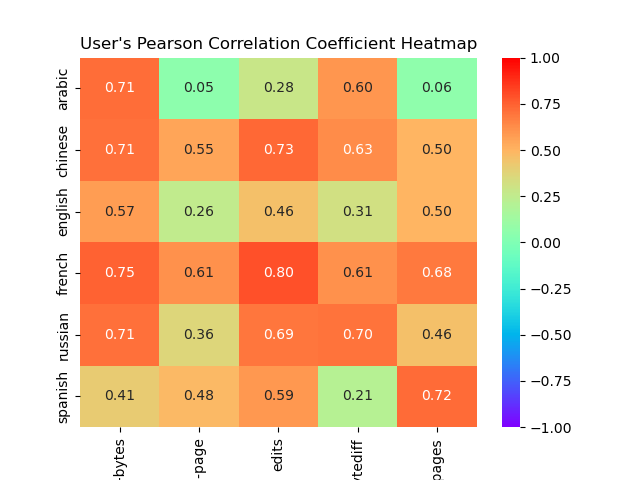 User's Pearson Correlation Coefficient Heatmap
arabic 0.71 0.05 0.28 0.60 0.06
chinese 0.71 0.55 0.73 0.63 0.50
english 0.57 0.26 0.46 0.31 0.50
french 0.75 0.61 0.80 0.61 0.68
russian 0.71 0.36 0.69 0.70 0.46
spanish 0.41 0.48 0.59 0.21 0.72
-bytes -page edits ytediff pages
1.00
0.75
0.50
0.25
0.00
−0.25
−0.50
−0.75
−1.00